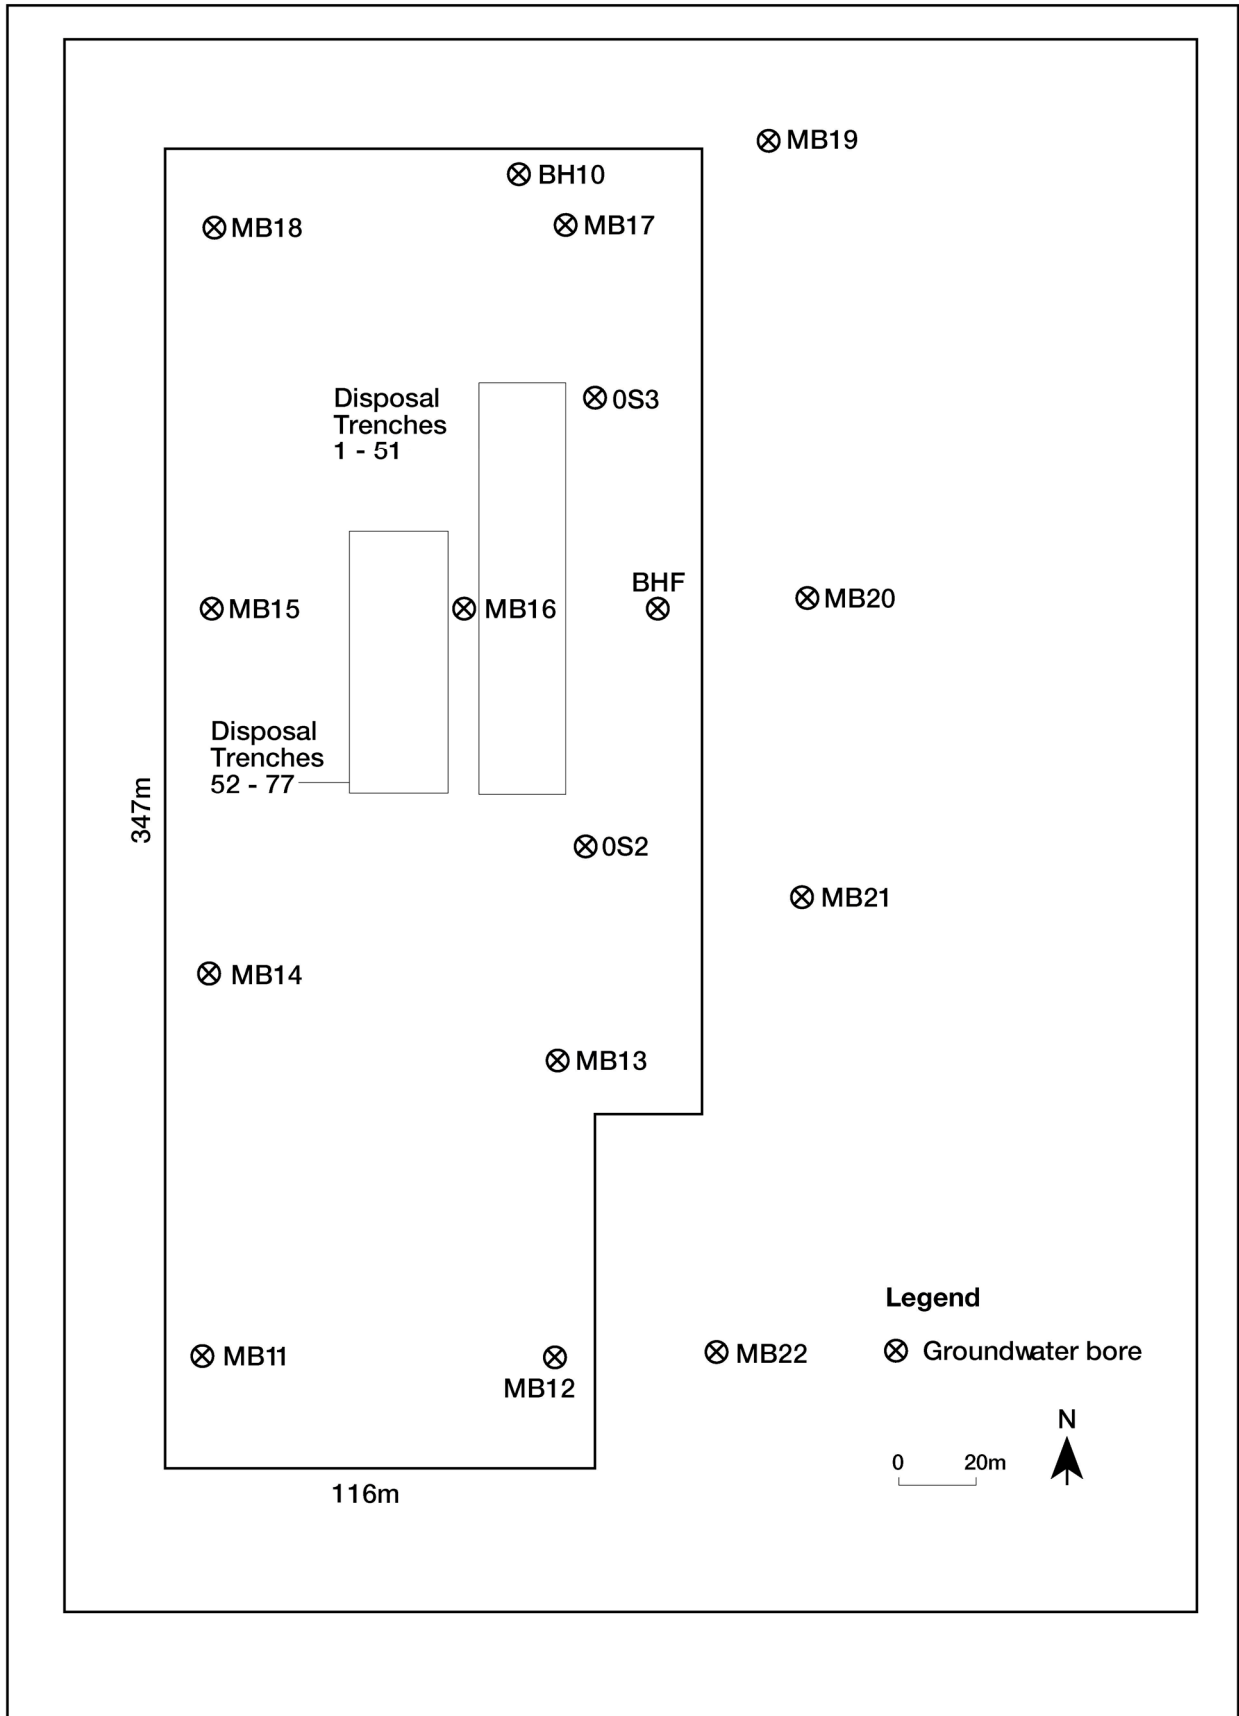 MB19
BH10
MB18
MB17
Disposal
Trenches
1 - 51
0S3
BHF
MB15
MB16
MB20
Disposal
Trenches
52 - 77
347m
0S2
MB21
MB14
MB13
Legend
MB11
MB12
MB22
Groundwater bore
N
0 20m
116m